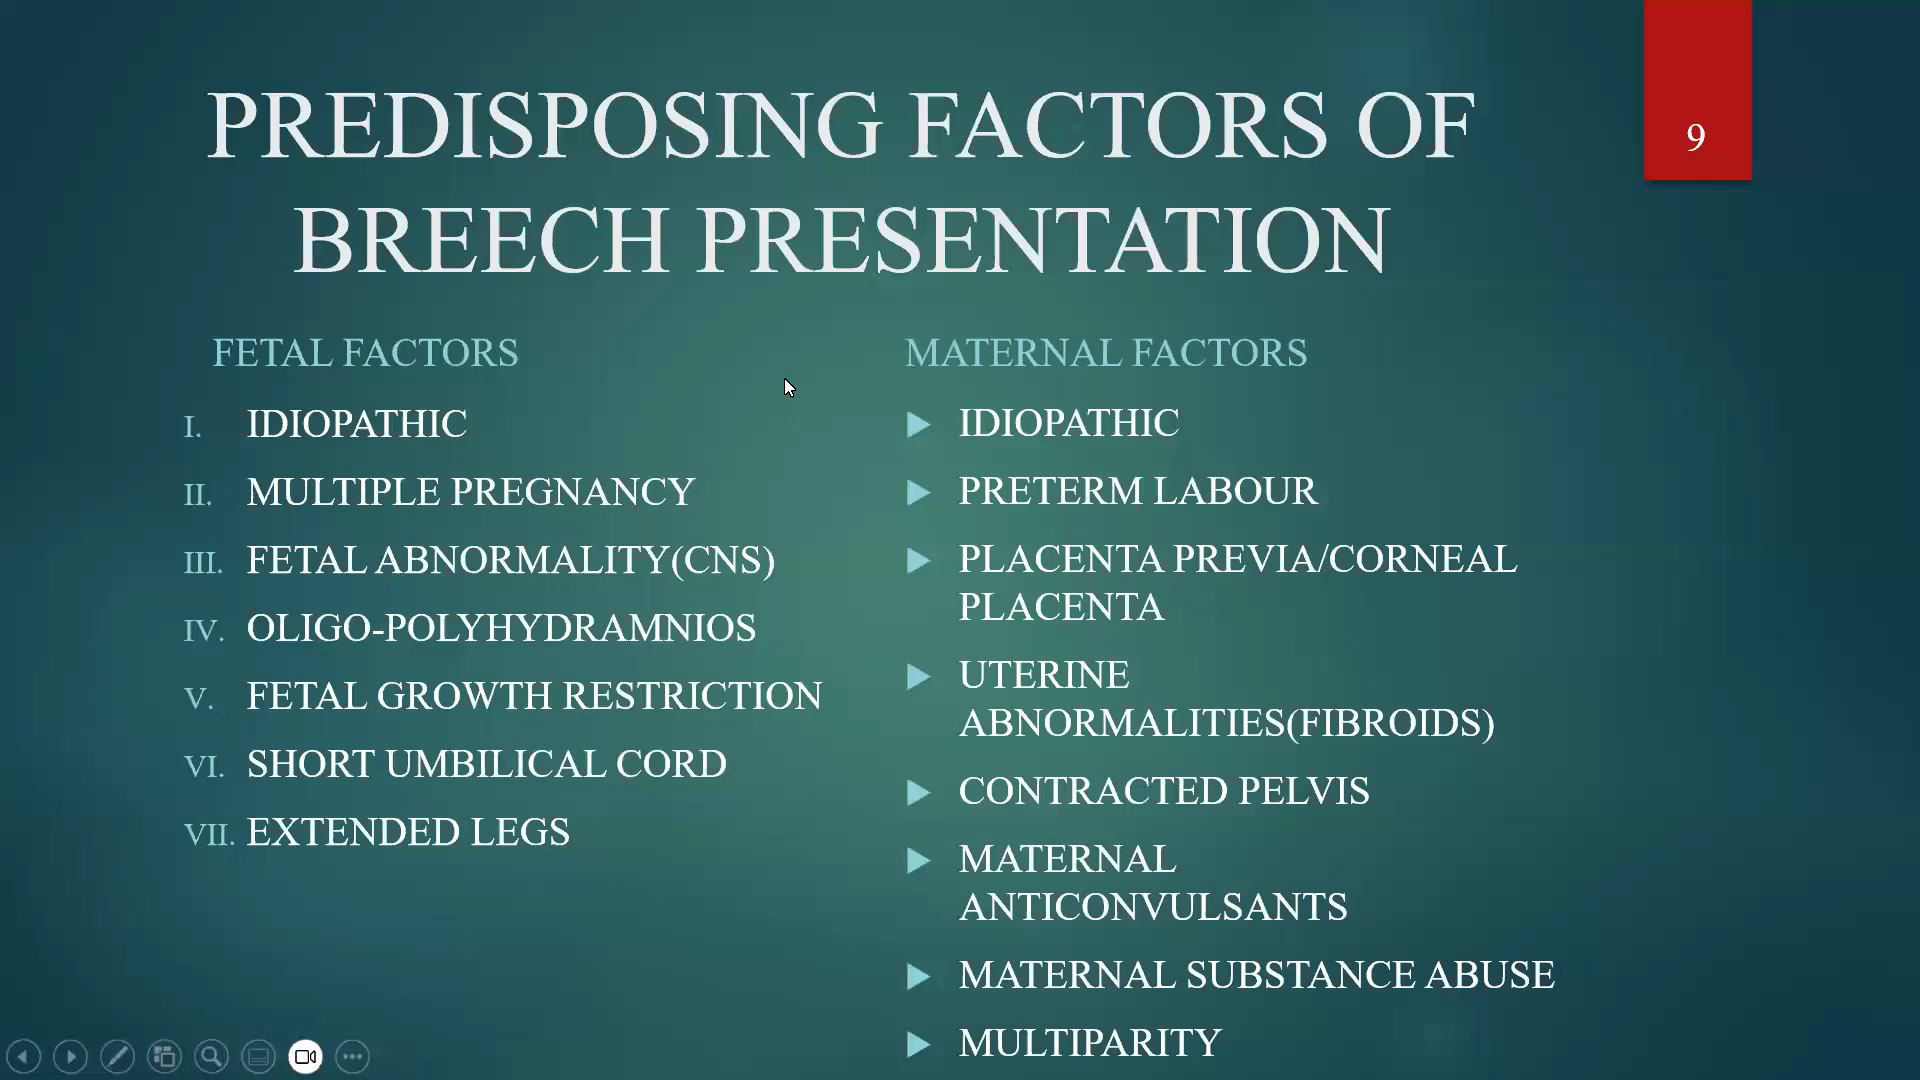 PREDISPOSING FACTORS OF
BREECH PRESENTATION
9
FETAL FACTORS
I. IDIOPATHIC
II. MULTIPLE PREGNANCY
III. FETAL ABNORMALITY(CNS)
IV. OLIGO-POLYHYDRAMNIOS
V. FETAL GROWTH RESTRICTION
VI. SHORT UMBILICAL CORD
VII. EXTENDED LEGS
MATERNAL FACTORS
IDIOPATHIC
PRETERM LABOUR
PLACENTA PREVIA/CORNEAL
PLACENTA
UTERINE
ABNORMALITIES(FIBROIDS)
CONTRACTED PELVIS
MATERNAL
ANTICONVULSANTS
MATERNAL SUBSTANCE ABUSE
MULTIPARITY